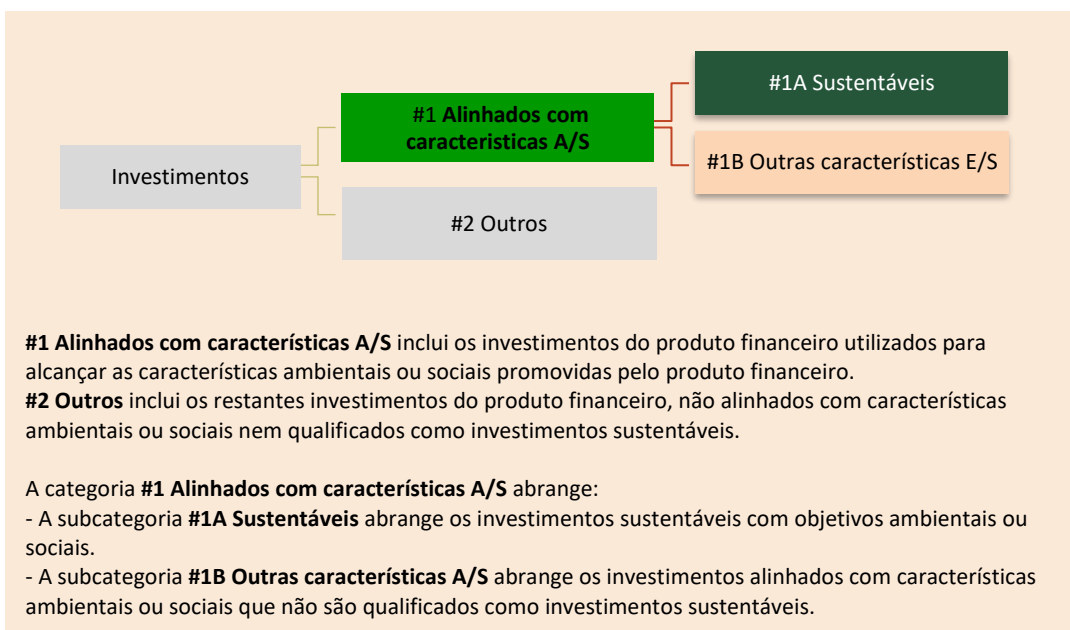 #1A Sustentáveis
#1 Alinhados com
caracteristicas A/S
#1B Outras características E/S
Investimentos
#2 Outros
#1 Alinhados com características A/S inclui os investimentos do produto financeiro utilizados para
alcançar as características ambientais ou sociais promovidas pelo produto financeiro.
#2 Outros inclui os restantes investimentos do produto financeiro, não alinhados com características
ambientais ou sociais nem qualificados como investimentos sustentáveis.
A categoria #1 Alinhados com características A/S abrange:
- A subcategoria #1A Sustentáveis abrange os investimentos sustentáveis com objetivos ambientais ou
sociais.
- A subcategoria #1B Outras características A/S abrange os investimentos alinhados com características
ambientais ou sociais que não são qualificados como investimentos sustentáveis.